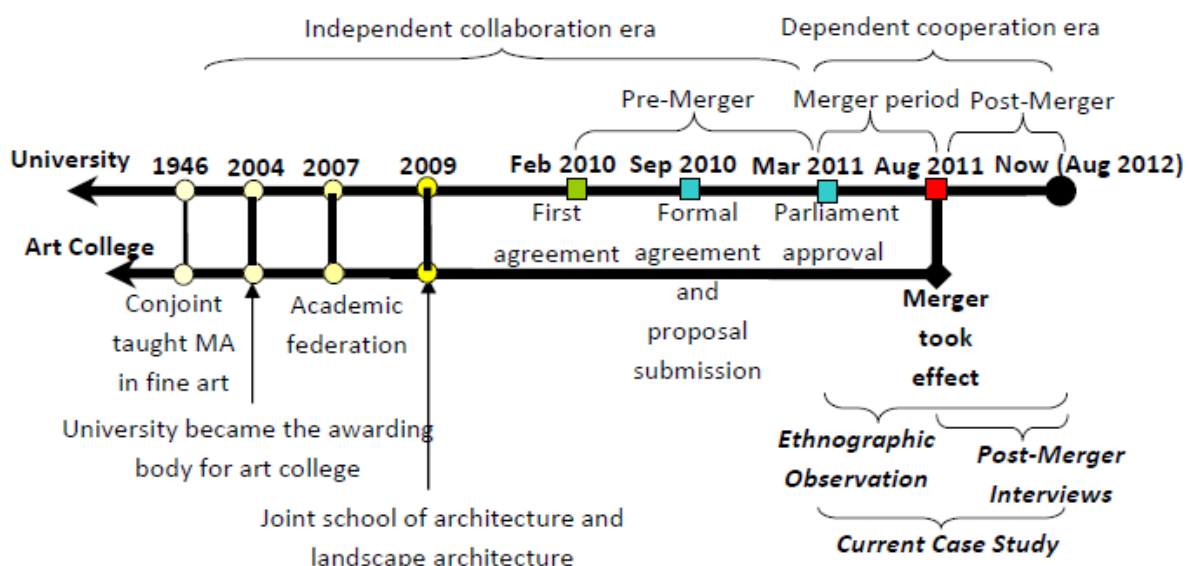 Independent collaboration era
Dependent cooperation era
Pre-Merger
Merger period
Post-Merger
University
1946
2004
2007
2009
Feb 2010
Sep 2010
Mar 2011
Aug 2011
Now (Aug 2012)
First
agreement
Formal
agreement
and
proposal
submission
Parliament
approval
Art College
Conjoint
taught MA
in fine art
Academic
federation
Merger
took
effect
University became the awarding
body for art college
Joint school of architecture and
landscape architecture
Ethnographic
Observation
Post-Merger
Interviews
Current Case Study